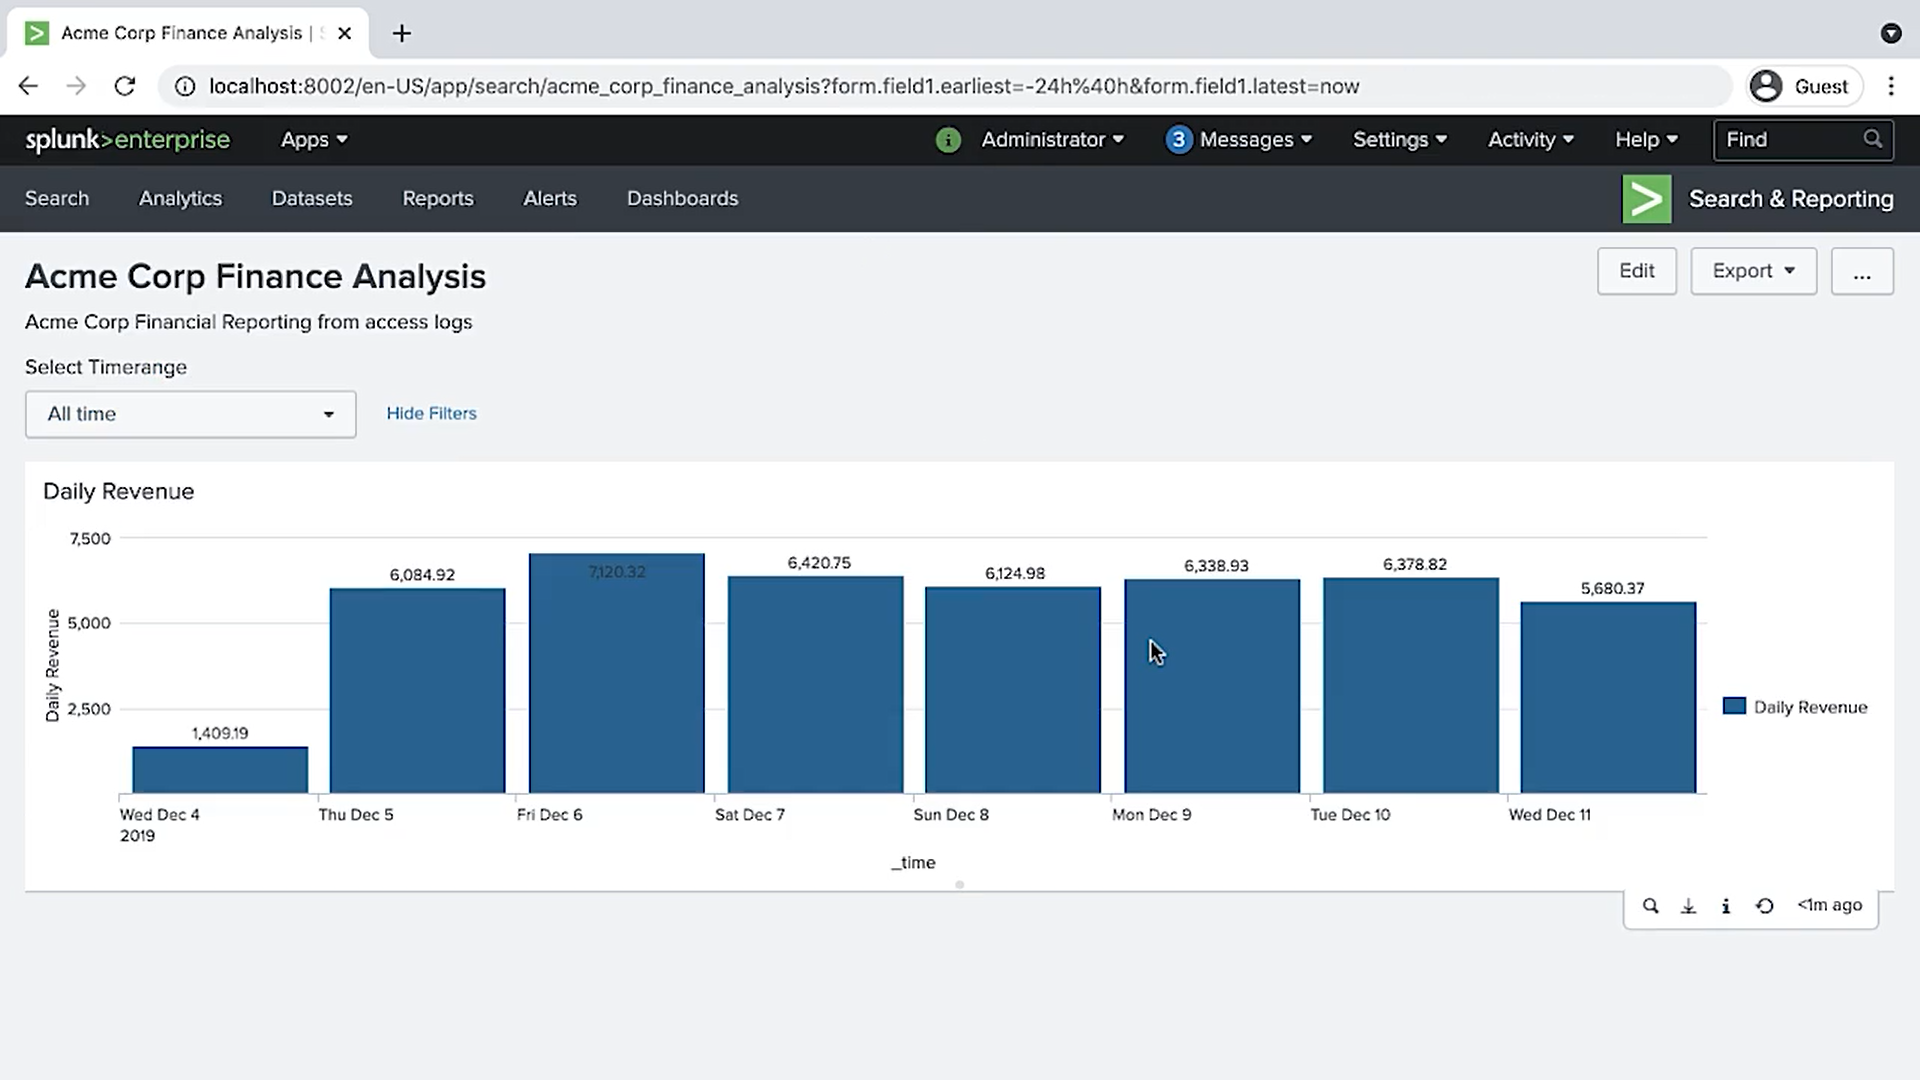 Acme Corp Finance Analysis |
localhost:8002/en-US/app/search/acme_corp_finance_analysis?form.field1.earliest=-24h%40h&form.field1.latest=now
Guest
splunk>enterprise Apps Administrator 3 Messages Settings Activity Help Find
Search Analytics Datasets Reports Alerts Dashboards Search & Reporting
Acme Corp Finance Analysis
Edit Export ...
Acme Corp Financial Reporting from access logs
Select Timerange
All time Hide Filters
Daily Revenue
7,500
5,000
2,500
Daily Revenue
1,409.19
6,084.92
7,120.32
6,420.75
6,124.98
6,338.93
6,378.82
5,680.37
Daily Revenue
Wed Dec 4 Thu Dec 5 Fri Dec 6 Sat Dec 7 Sun Dec 8 Mon Dec 9 Tue Dec 10 Wed Dec 11
2019
_time
<1m ago